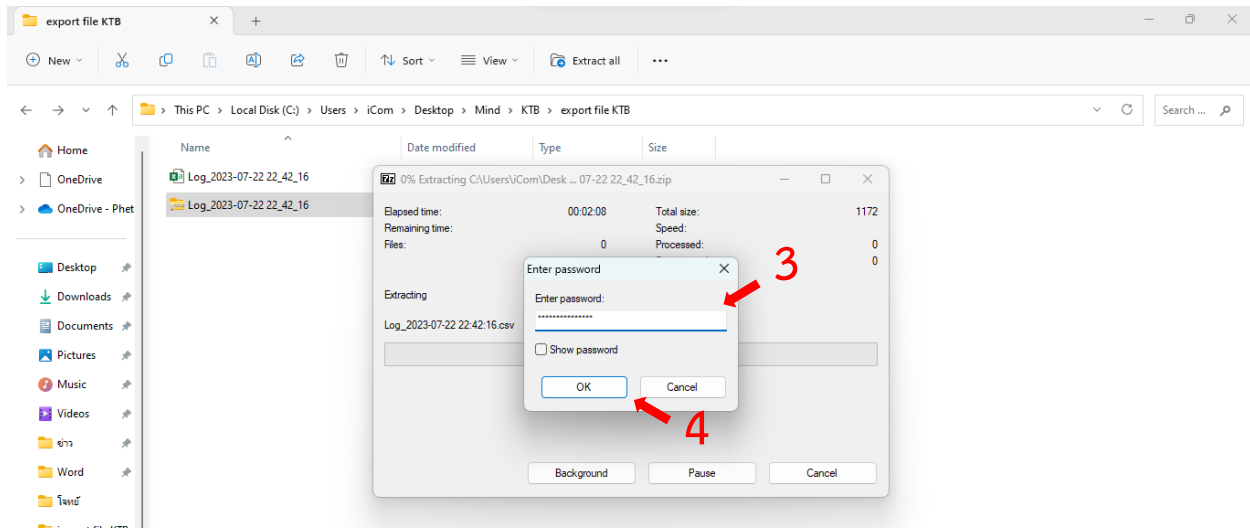 export file KTB
New
Sort
View
Extract all
This PC > Local Disk (C:) > Users > iCom > Desktop > Mind > KTB > export file KTB
Search ...
Home
OneDrive
OneDrive - Phet
Desktop
Downloads
Documents
Pictures
Music
Videos
ข่าว
Word
โจทย์
Name
Date modified
Type
Size
Log_2023-07-22 22_42_16
Log_2023-07-22 22_42_16
0% Extracting C:\Users\iCom\Desk ... 07-22 22_42_16.zip
Elapsed time: 00:02:08 Total size: 1172
Remaining time: Speed:
Files: 0 Processed: 0
0
Extracting
Log_2023-07-22 22:42:16.csv
Enter password
Enter password:
***************
Show password
OK Cancel
3
4
Background Pause Cancel